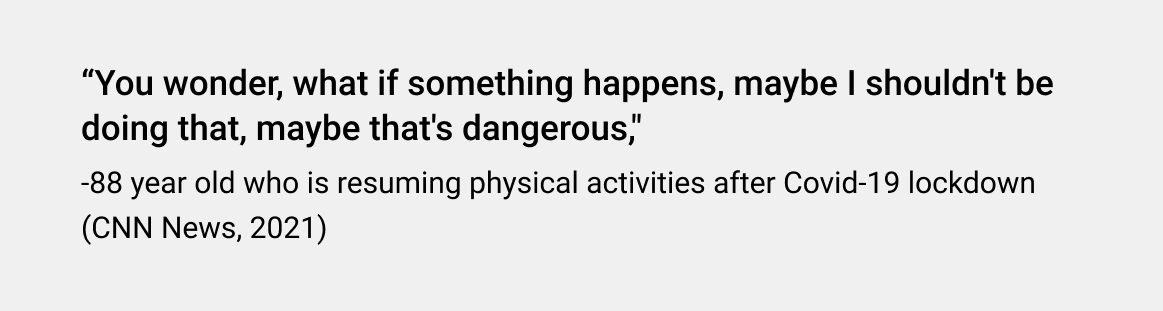 “You wonder, what if something happens, maybe I shouldn't be
doing that, maybe that's dangerous,"
-88 year old who is resuming physical activities after Covid-19 lockdown
(CNN News, 2021)